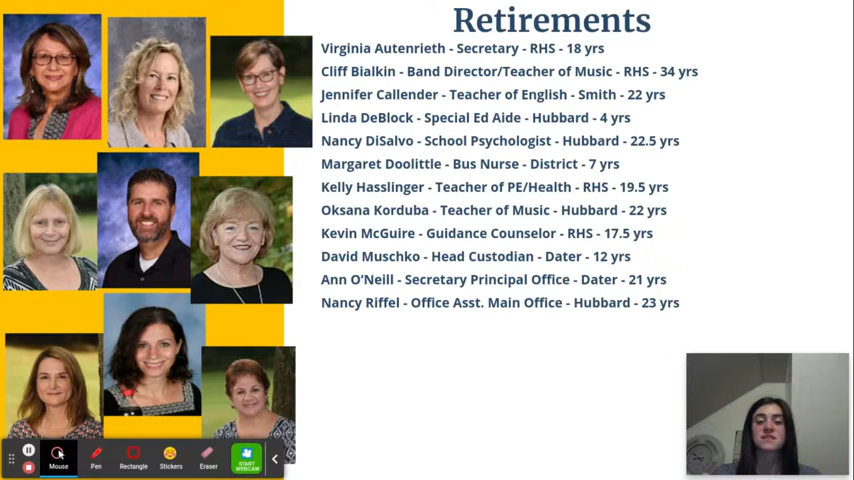 Retirements
Virginia Autenrieth - Secretary - RHS - 18 yrs
Cliff Bialkin - Band Director/Teacher of Music - RHS - 34 yrs
Jennifer Callender - Teacher of English - Smith - 22 yrs
Linda DeBlock - Special Ed Aide - Hubbard - 4 yrs
Nancy DiSalvo - School Psychologist - Hubbard - 22.5 yrs
Margaret Doolittle - Bus Nurse - District - 7 yrs
Kelly Hasslinger - Teacher of PE/Health - RHS - 19.5 yrs
Oksana Korduba - Teacher of Music - Hubbard - 22 yrs
Kevin McGuire - Guidance Counselor - RHS - 17.5 yrs
David Muschko - Head Custodian - Dater - 12 yrs
Ann O’Neill - Secretary Principal Office - Dater - 21 yrs
Nancy Riffel - Office Asst. Main Office - Hubbard - 23 yrs
Mouse Pen Rectangle Stickers Eraser START WEBCAM